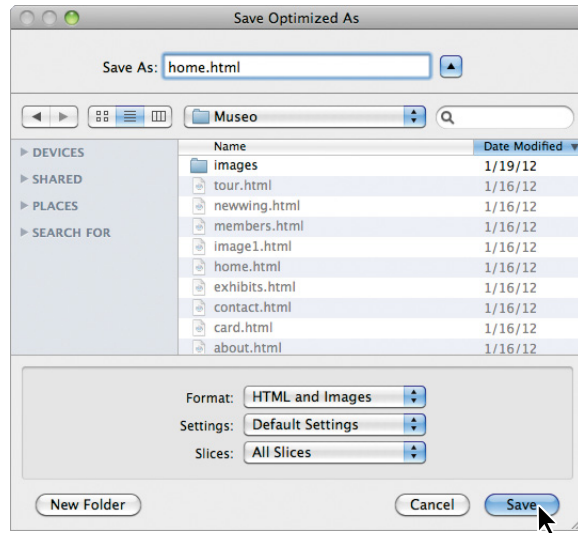 Save Optimized As
Save As: home.html
Museo
DEVICES
SHARED
PLACES
SEARCH FOR
Name Date Modified
images 1/19/12
tour.html 1/16/12
newwing.html 1/16/12
members.html 1/16/12
image1.html 1/16/12
home.html 1/16/12
exhibits.html 1/16/12
contact.html 1/16/12
card.html 1/16/12
about.html 1/16/12
Format: HTML and Images
Settings: Default Settings
Slices: All Slices
New Folder Cancel Save